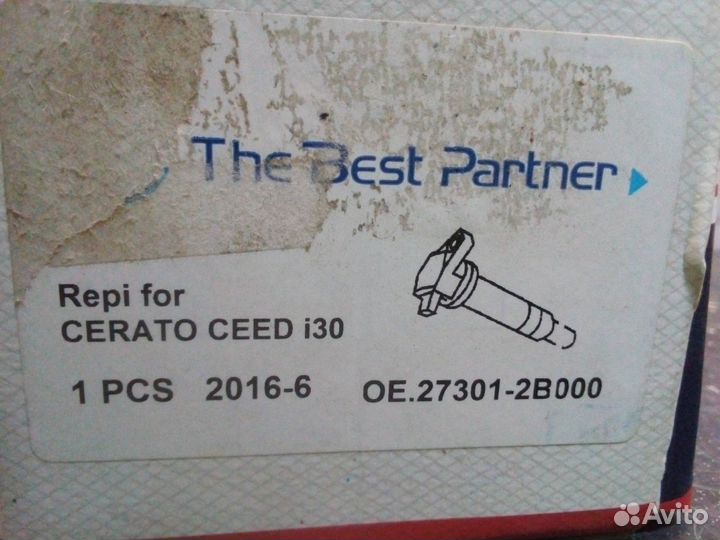 The Best Partner
Repi for
CERATO CEED i30
1 PCS 2016-6 OE.27301-2B000
Avito